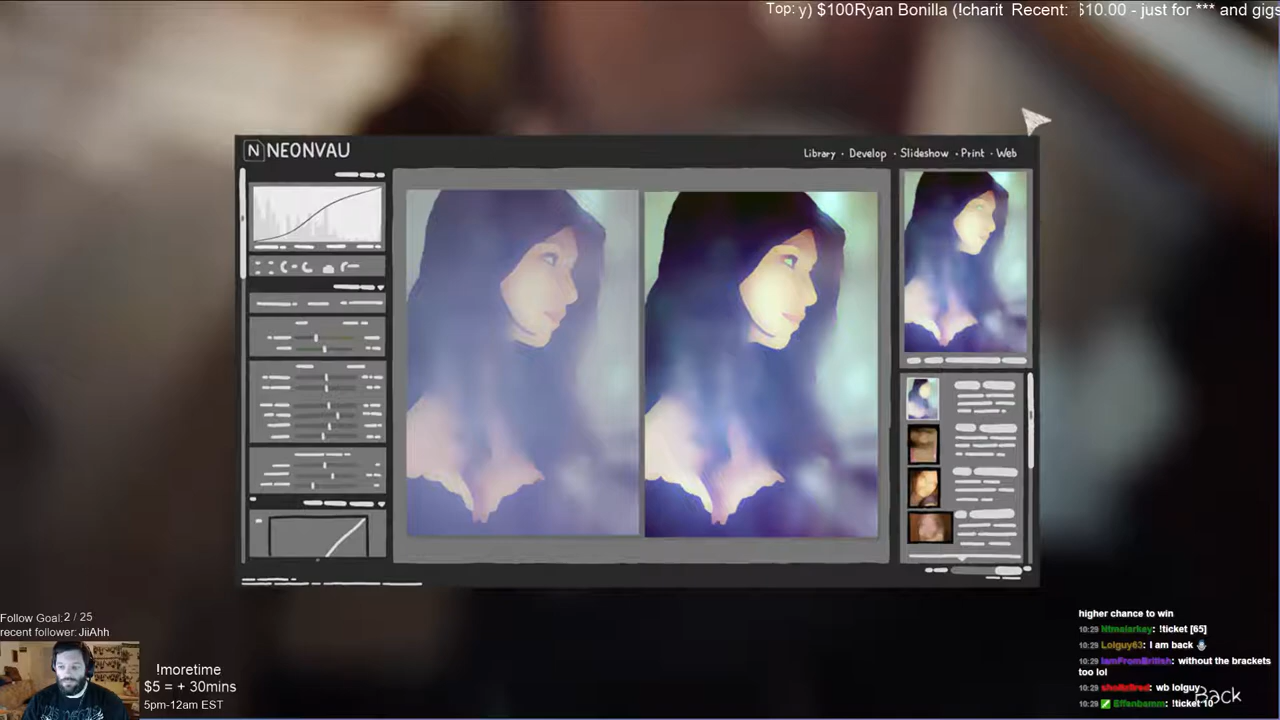 Top: y) $100Ryan Bonilla (!charit Recent: $10.00 - just for *** and gigs
N NEONVAU
Library · Develop · Slideshow · Print · Web
Follow Goal: 2 / 25
recent follower: JiiAhh
!moretime
$5 = + 30mins
5pm-12am EST
higher chance to win
10:29 Ntmalarkey: !ticket [65]
10:29 Lolguy63: I am back
10:29 IamFromBritish: without the brackets
too lol
10:29 wb lolguy
10:29 Effenbamm: !ticket 10
Back